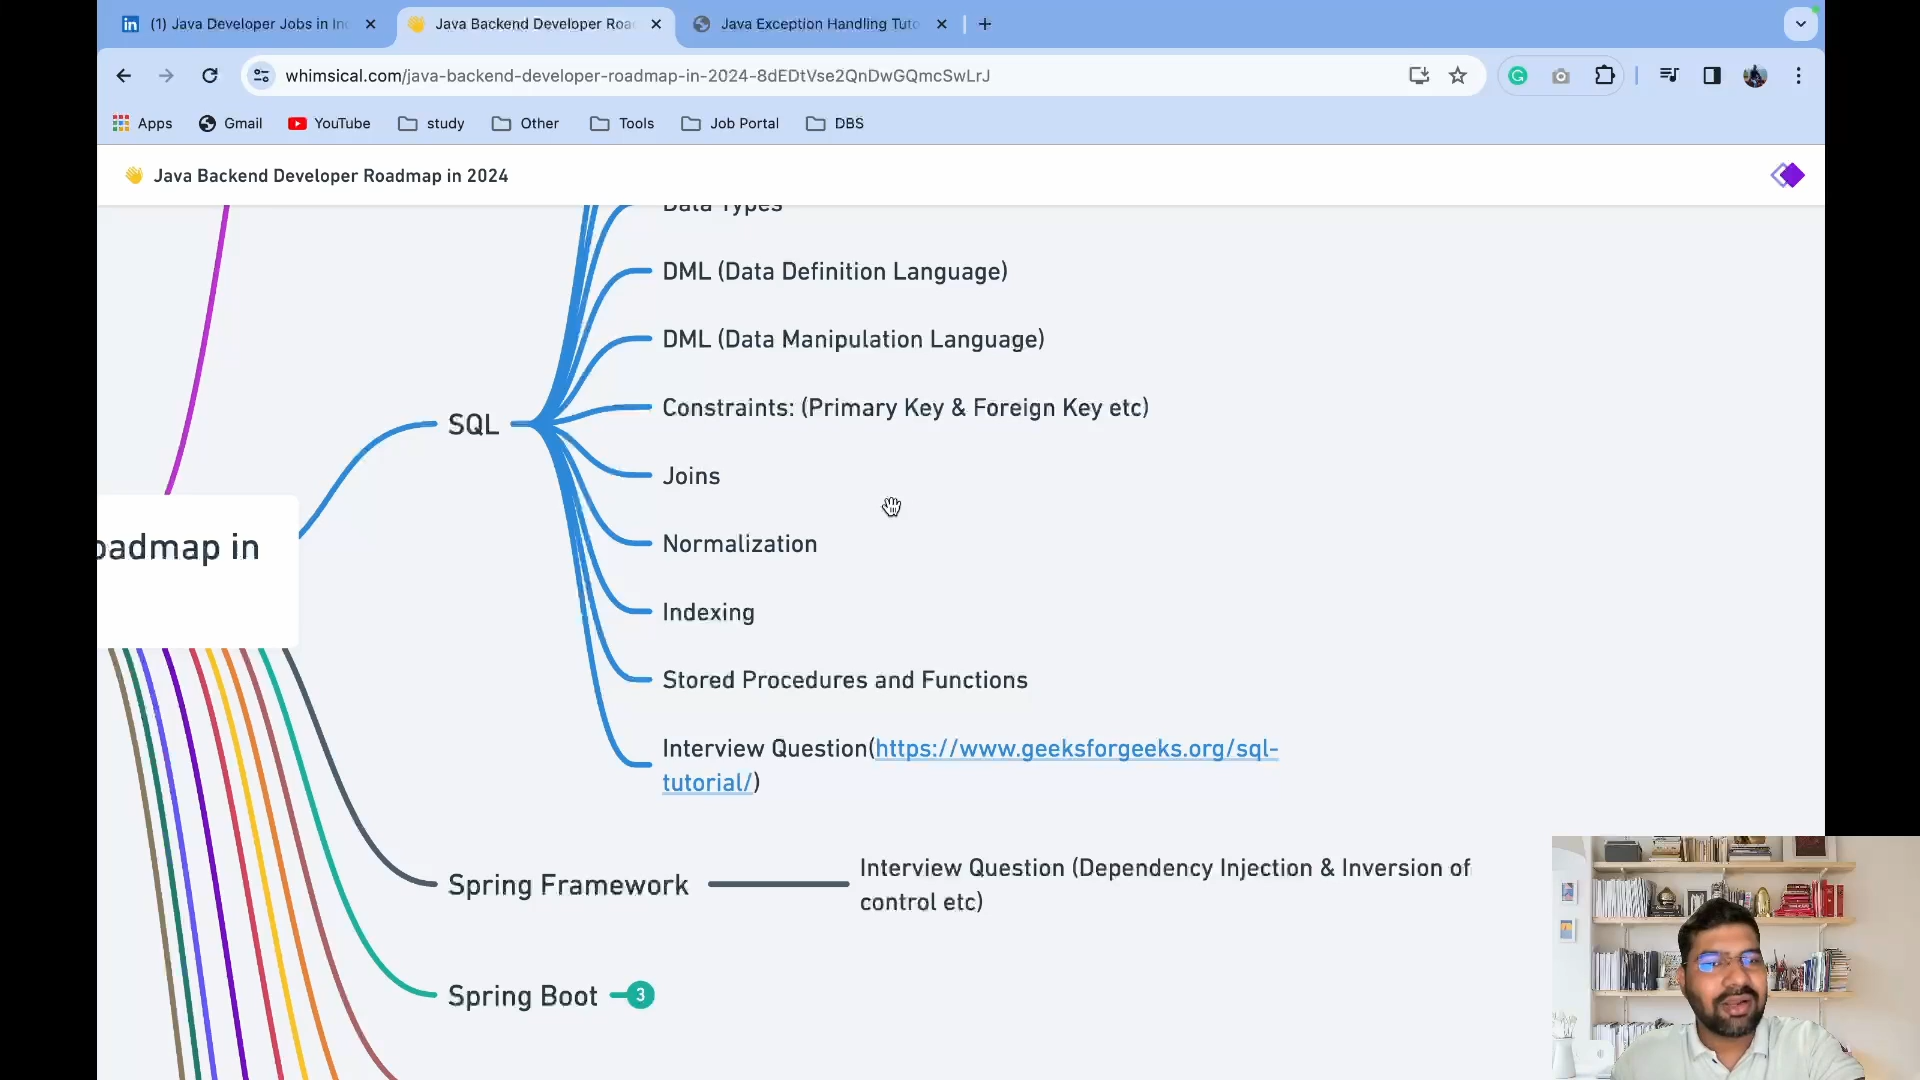 (1) Java Developer Jobs in In
Java Backend Developer Roa
Java Exception Handling Tuto
whimsical.com/java-backend-developer-roadmap-in-2024-8dEDtVse2QnDwGQmcSwLrJ
Apps
Gmail
YouTube
study
Other
Tools
Job Portal
DBS
Java Backend Developer Roadmap in 2024
Data Types
DML (Data Definition Language)
DML (Data Manipulation Language)
Constraints: (Primary Key & Foreign Key etc)
SQL
Joins
oadmap in
Normalization
Indexing
Stored Procedures and Functions
Interview Question(https://www.geeksforgeeks.org/sql-
tutorial/)
Spring Framework
Interview Question (Dependency Injection & Inversion of
control etc)
Spring Boot
3